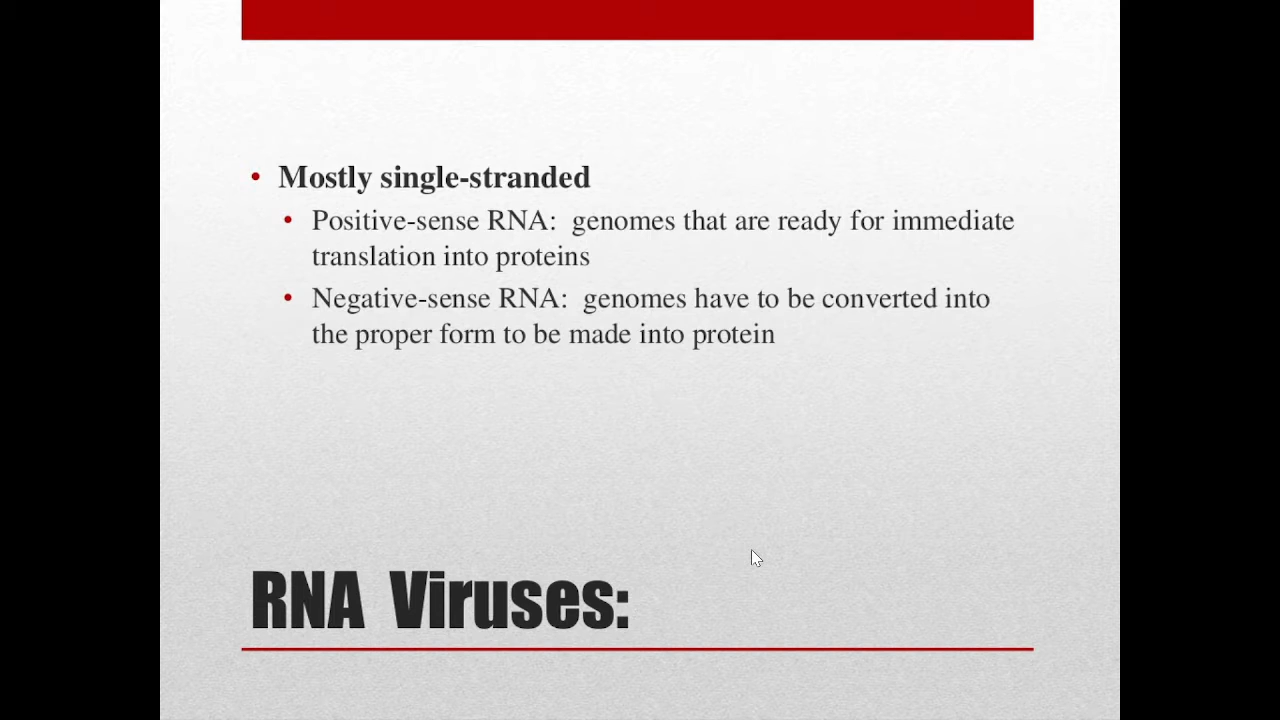 • Mostly single-stranded
• Positive-sense RNA:  genomes that are ready for immediate
translation into proteins
• Negative-sense RNA:  genomes have to be converted into
the proper form to be made into protein
RNA Viruses: